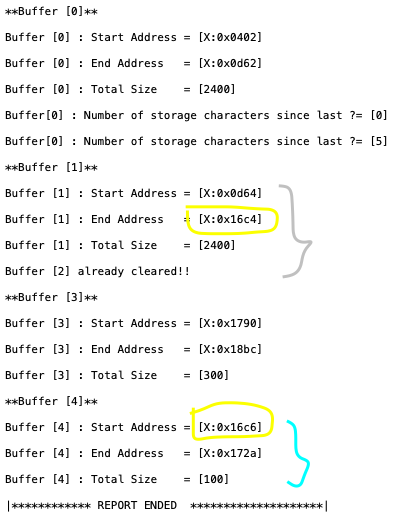 **Buffer [0]**
Buffer [0] : Start Address = [X:0x0402]
Buffer [0] : End Address   = [X:0x0d62]
Buffer [0] : Total Size    = [2400]
Buffer[0] : Number of storage characters since last ?= [0]
Buffer[0] : Number of storage characters since last ?= [5]
**Buffer [1]**
Buffer [1] : Start Address = [X:0x0d64]
Buffer [1] : End Address   = [X:0x16c4]
Buffer [1] : Total Size    = [2400]
Buffer [2] already cleared!!
**Buffer [3]**
Buffer [3] : Start Address = [X:0x1790]
Buffer [3] : End Address   = [X:0x18bc]
Buffer [3] : Total Size    = [300]
**Buffer [4]**
Buffer [4] : Start Address = [X:0x16c6]
Buffer [4] : End Address   = [X:0x172a]
Buffer [4] : Total Size    = [100]
|************ REPORT ENDED  ********************|